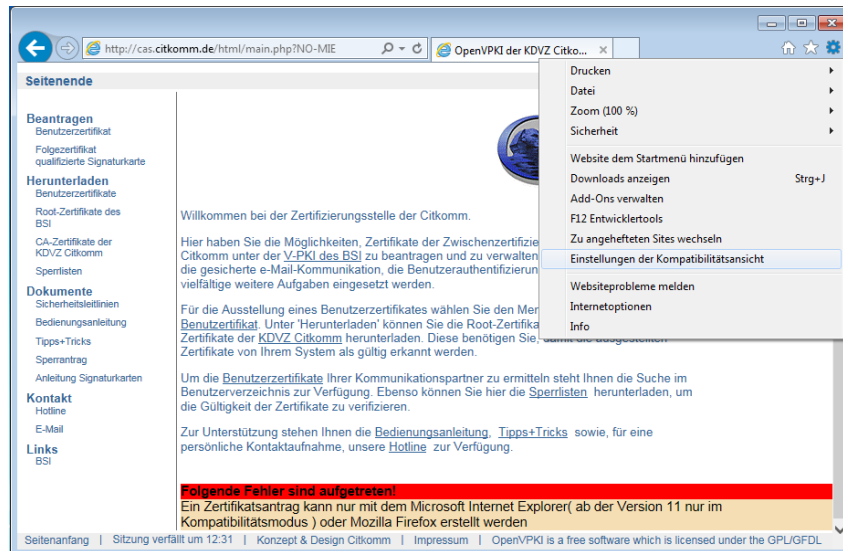 http://cas.citkomm.de/html/main.php?NO-MIE
OpenVPKI der KDVZ Citko...
Seitenende
Beantragen
Benutzerzertifikat
Folgezertifikat
qualifizierte Signaturkarte
Herunterladen
Benutzerzertifikate
Root-Zertifikate des
BSI
CA-Zertifikate der
KDVZ Citkomm
Sperrlisten
Dokumente
Sicherheitsleitlinien
Bedienungsanleitung
Tipps+Tricks
Sperrantrag
Anleitung Signaturkarten
Kontakt
Hotline
E-Mail
Links
BSI
Willkommen bei der Zertifizierungsstelle der Citkomm.
Hier haben Sie die Möglichkeiten, Zertifikate der Zwischenzertifizie
Citkomm unter der V-PKI des BSI zu beantragen und zu verwalten
die gesicherte e-Mail-Kommunikation, die Benutzerauthentifizierun
vielfältige weitere Aufgaben eingesetzt werden.
Für die Ausstellung eines Benutzerzertifikates wählen Sie den Men
Benutzertifikat. Unter 'Herunterladen' können Sie die Root-Zertifika
Zertifikate der KDVZ Citkomm herunterladen. Diese benötigen Sie, damit die ausgestellten
Zertifikate von Ihrem System als gültig erkannt werden.
Um die Benutzerzertifikate Ihrer Kommunikationspartner zu ermitteln steht Ihnen die Suche im
Benutzerverzeichnis zur Verfügung. Ebenso können Sie hier die Sperrlisten herunterladen, um
die Gültigkeit der Zertifikate zu verifizieren.
Zur Unterstützung stehen Ihnen die Bedienungsanleitung, Tipps+Tricks sowie, für eine
persönliche Kontaktaufnahme, unsere Hotline zur Verfügung.
Folgende Fehler sind aufgetreten!
Ein Zertifikatsantrag kann nur mit dem Microsoft Internet Explorer( ab der Version 11 nur im
Kompatibilitätsmodus ) oder Mozilla Firefox erstellt werden
Drucken
Datei
Zoom (100 %)
Sicherheit
Website dem Startmenü hinzufügen
Downloads anzeigen Strg+J
Add-Ons verwalten
F12 Entwicklertools
Zu angehefteten Sites wechseln
Einstellungen der Kompatibilitätsansicht
Websiteprobleme melden
Internetoptionen
Info
Seitenanfang | Sitzung verfällt um 12:31 | Konzept & Design Citkomm | Impressum | OpenVPKI is a free software which is licensed under the GPL/GFDL